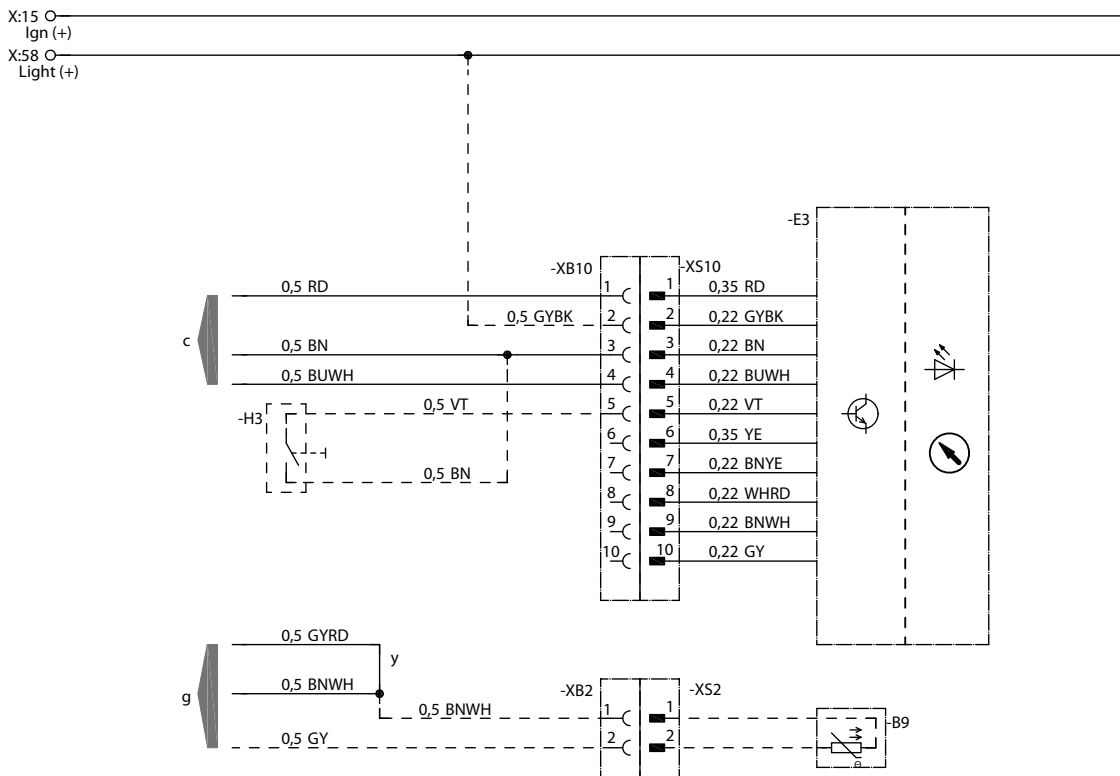 X:15
Ign (+)
X:58
Light (+)
-E3
-XB10
-XS10
c
0,5 RD
1
1
0,35 RD
0,5 GYBK
2
2
0,22 GYBK
0,5 BN
3
3
0,22 BN
0,5 BUWH
4
4
0,22 BUWH
-H3
0,5 VT
5
5
0,22 VT
6
6
0,35 YE
0,5 BN
7
7
0,22 BNYE
8
8
0,22 WHRD
9
9
0,22 BNWH
10
10
0,22 GY
g
0,5 GYRD
y
0,5 BNWH
-XB2
-XS2
0,5 BNWH
1
1
-B9
0,5 GY
2
2
Θ